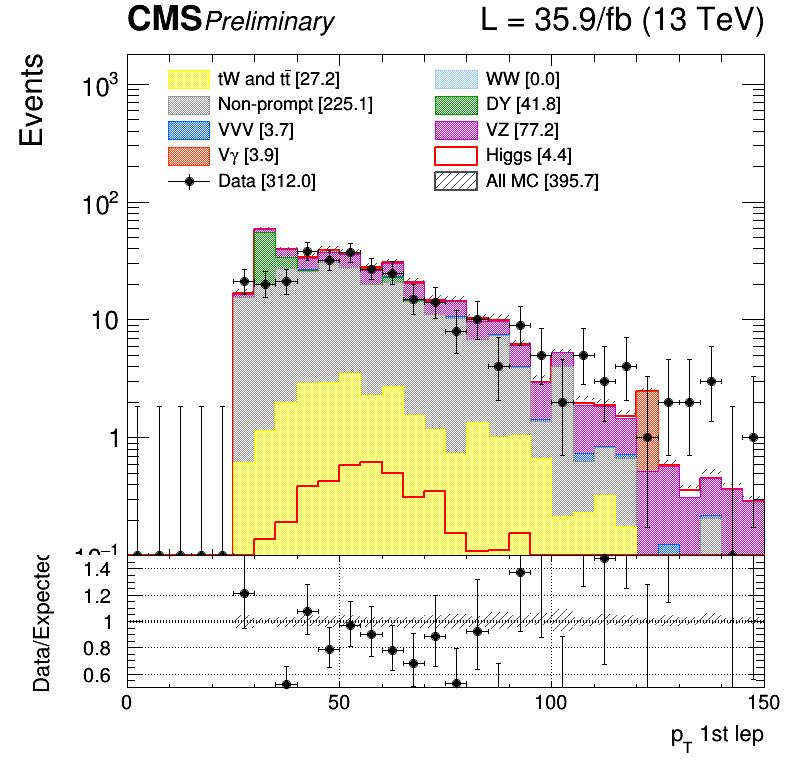 CMS Preliminary L = 35.9/fb (13 TeV)
Events
10³
10²
10
1
10⁻¹
tW and tt̄ [27.2]
Non-prompt [225.1]
VVV [3.7]
Vγ [3.9]
Data [312.0]
WW [0.0]
DY [41.8]
VZ [77.2]
Higgs [4.4]
All MC [395.7]
Data/Expected
1.4
1.2
1
0.8
0.6
0 50 100 150
p_T 1st lep